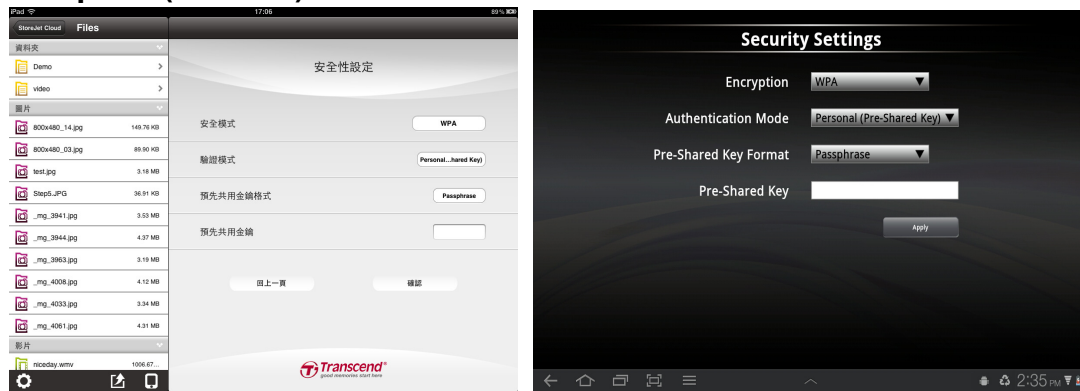 iPad
17:06
89%
StoreJet Cloud
Files
資料夾
Demo
video
圖片
800x480_14.jpg 149.76 KB
800x480_03.jpg 89.90 KB
test.jpg 3.18 MB
Step5.JPG 36.91 KB
_mg_3941.jpg 3.53 MB
_mg_3944.jpg 4.37 MB
_mg_3963.jpg 3.19 MB
_mg_4008.jpg 4.12 MB
_mg_4033.jpg 3.34 MB
_mg_4061.jpg 4.31 MB
影片
niceday.wmv 1006.67...
安全性設定
安全模式 WPA
驗證模式 Personal...hared Key)
預先共用金鑰格式 Passphrase
預先共用金鑰
回上一頁 確認
Transcend®
good memories start here
Security Settings
Encryption WPA
Authentication Mode Personal (Pre-Shared Key)
Pre-Shared Key Format Passphrase
Pre-Shared Key
Apply
2:35 PM